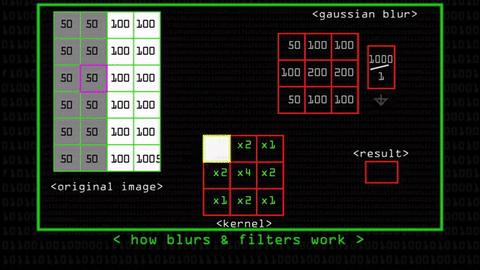 <gaussian blur>
50 50 100 100
50 50 100 100
50 50 100 100
50 50 100 100
50 50 100 100
50 50 100 1005
50 100 100
100 200 200
50 100 100
1000
1
x2 x1
x2 x4 x2
x1 x2 x1
<result>
<original image>
<kernel>
< how blurs & filters work >